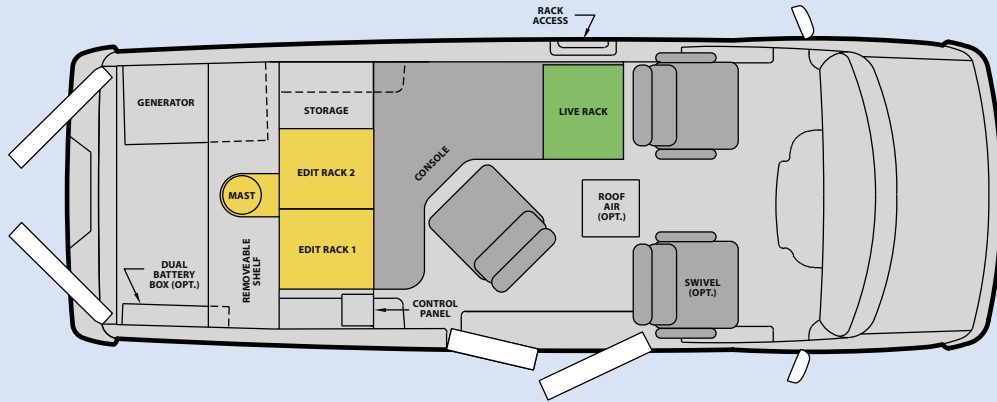 RACK
ACCESS
GENERATOR
STORAGE
LIVE RACK
CONSOLE
EDIT RACK 2
MAST
ROOF
AIR
(OPT.)
EDIT RACK 1
REMOVEABLE
SHELF
DUAL
BATTERY
BOX (OPT.)
SWIVEL
(OPT.)
CONTROL
PANEL